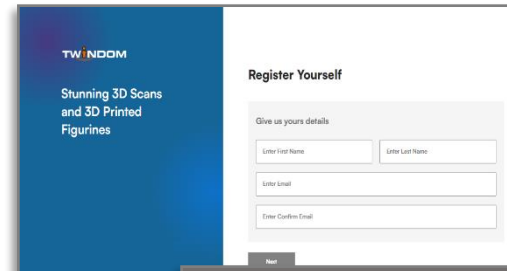 TWINDOM
Stunning 3D Scans
and 3D Printed
Figurines
Register Yourself
Give us yours details
Enter First Name
Enter Last Name
Enter Email
Enter Confirm Email
Next